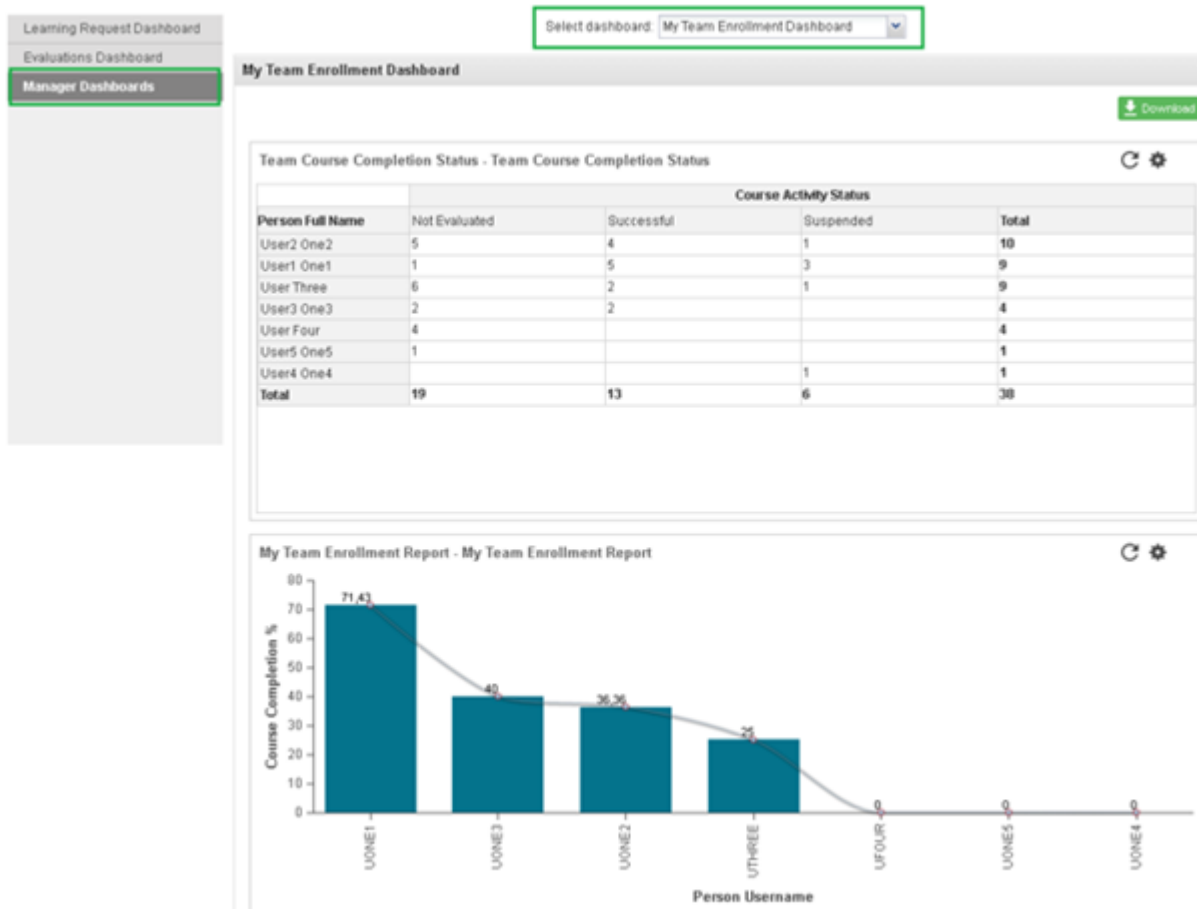 Learning Request Dashboard
Evaluations Dashboard
Manager Dashboards
Select dashboard: My Team Enrollment Dashboard
My Team Enrollment Dashboard
Download
Team Course Completion Status - Team Course Completion Status
Course Activity Status
Person Full Name Not Evaluated Successful Suspended Total
User2 One2 5 4 1 10
User1 One1 1 5 3 9
User Three 6 2 1 9
User3 One3 2 2 4
User Four 4 4
User5 One5 1 1
User4 One4 1 1
Total 19 13 6 38
My Team Enrollment Report - My Team Enrollment Report
Course Completion %
80
70
60
50
40
30
20
10
0
71,43
40
36,36
25
0
0
0
UONE1
UONE3
UONE2
UTHREE
UFOUR
UONE5
UONE4
Person Username